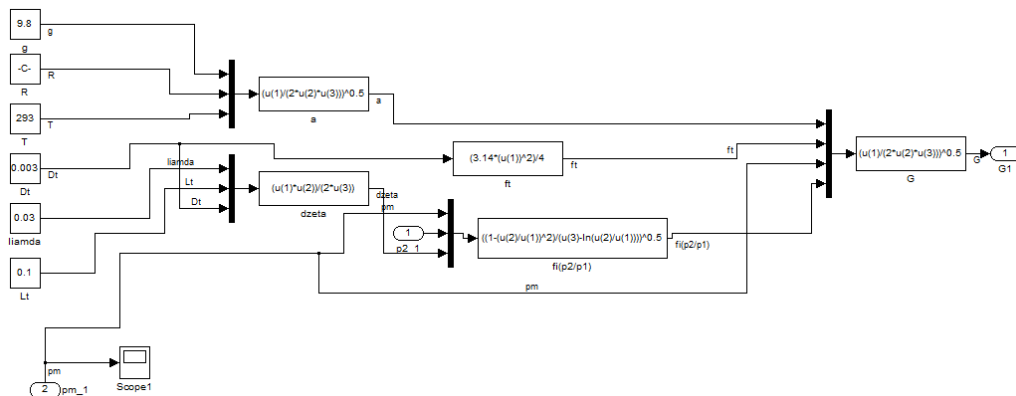 9.8
g
g
-C-
R
R
293
T
T
0.003
Dt
Dt
0.03
liamda
0.1
Lt
liamda
Lt
Dt
(u(1)/(2*u(2)*u(3)))^0.5
a
a
(3.14*(u(1))^2)/4
ft
ft
ft
(u(1)*u(2))/(2*u(3))
dzeta
dzeta
pm
1
p2_1
((1-(u(2)/u(1))^2)/(u(3)-ln(u(2)/u(1))))^0.5
fi(p2/p1)
fi(p2/p1)
pm
(u(1)/(2*u(2)*u(3)))^0.5
G
G
1
G1
pm
2
pm_1
Scope1